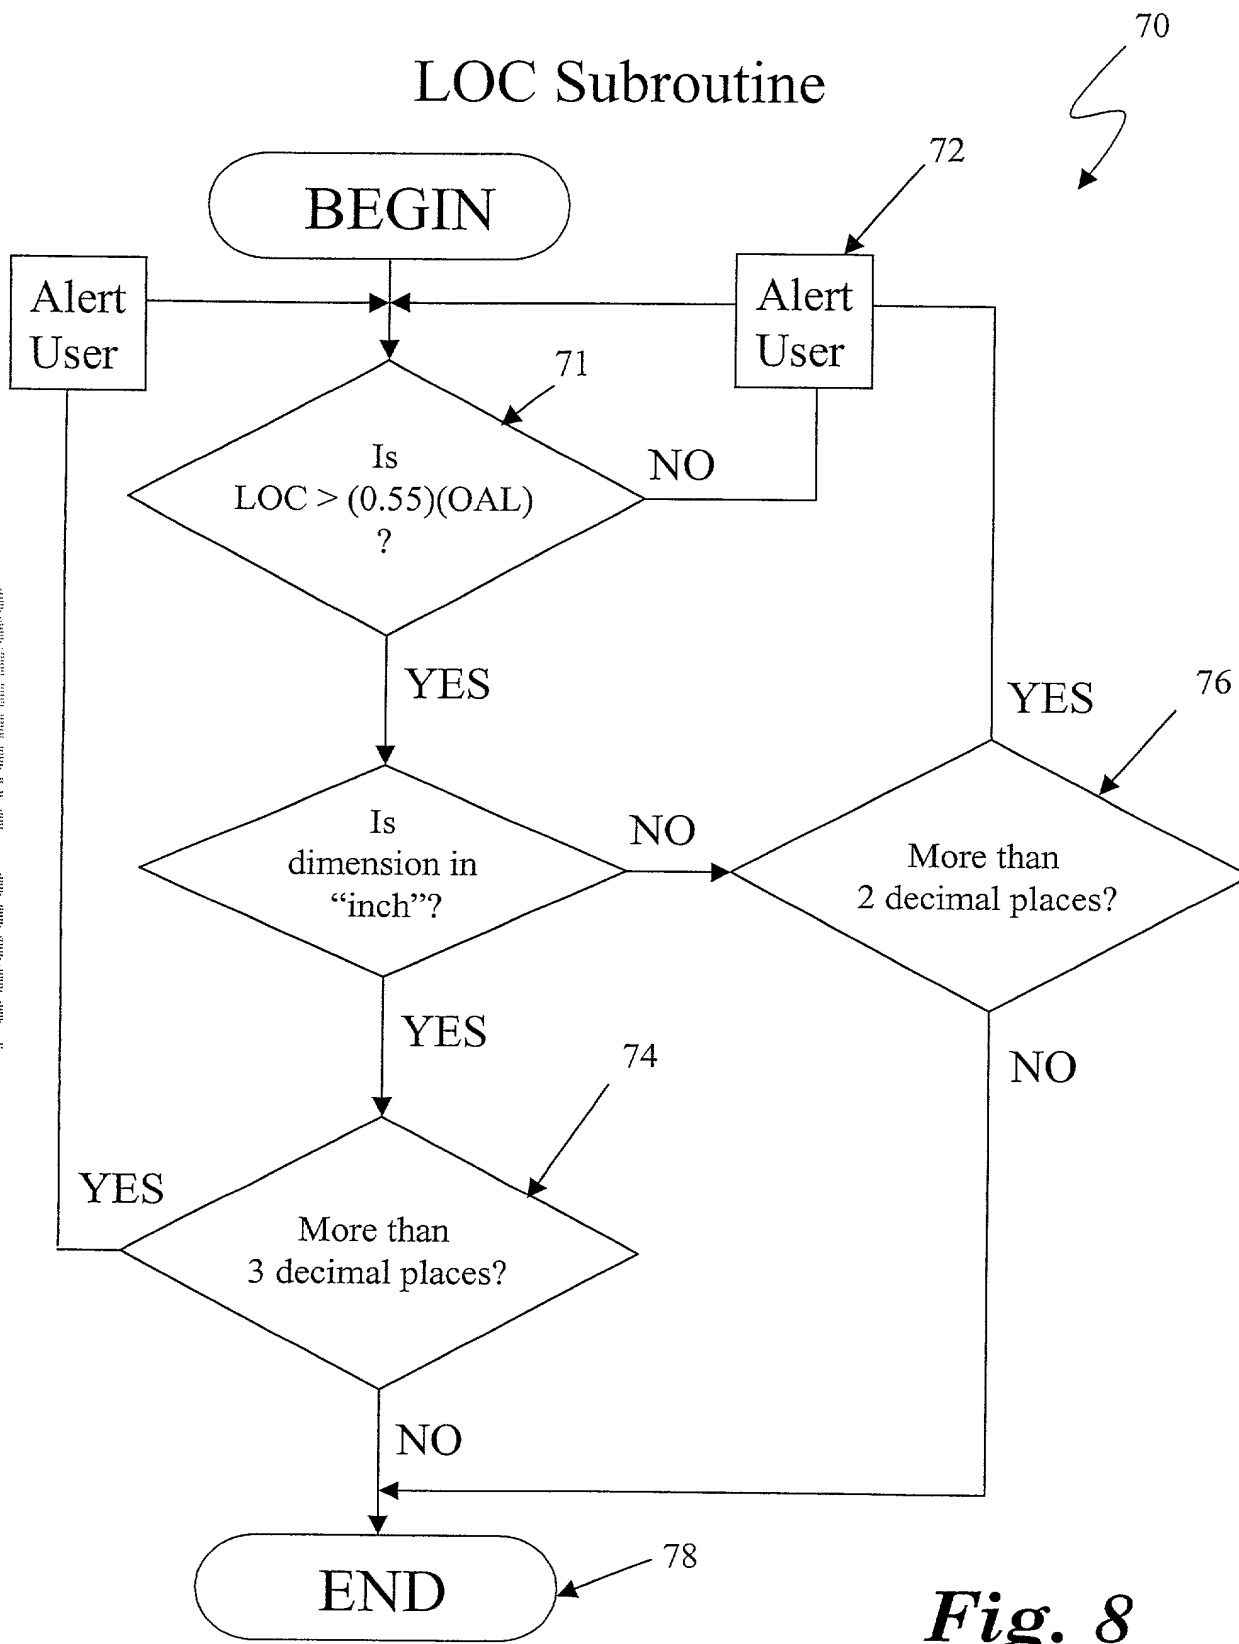 70
LOC Subroutine
72
BEGIN
Alert
User
Alert
User
71
Is
LOC > (0.55)(OAL)
?
NO
YES
76
YES
Is
dimension in
“inch”?
NO
More than
2 decimal places?
YES
74
NO
YES
More than
3 decimal places?
NO
END
78
Fig. 8